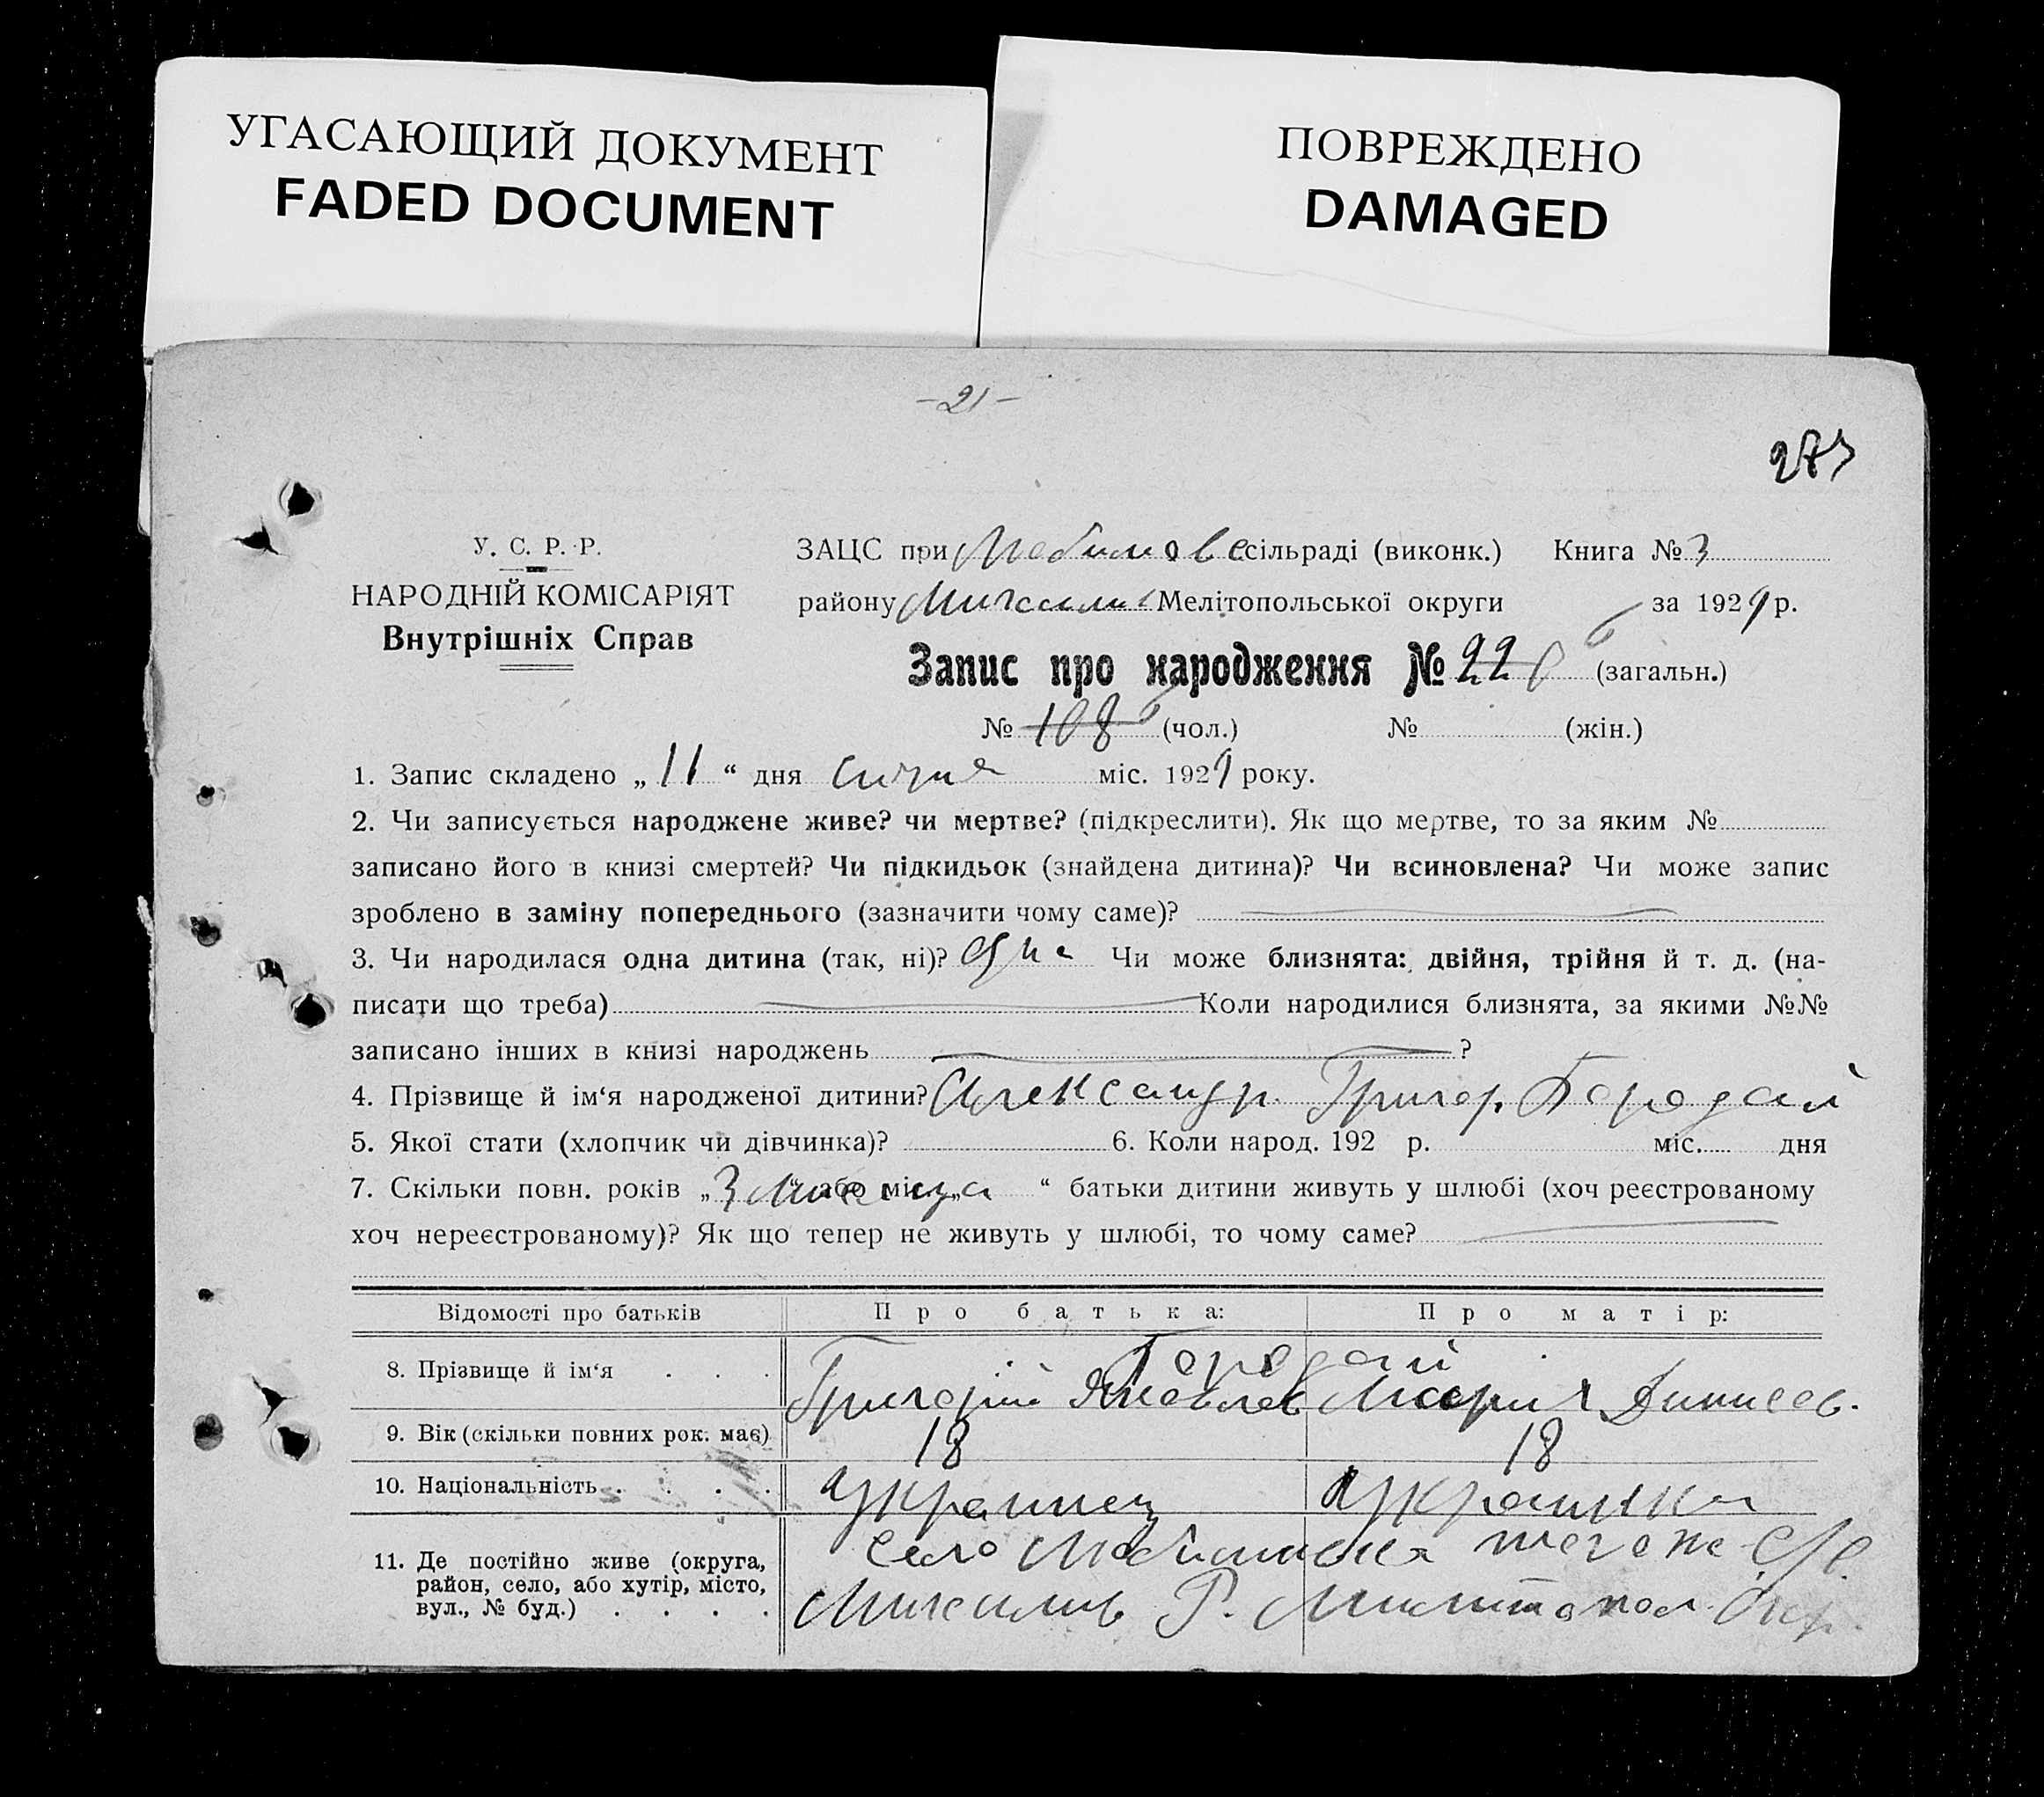 УГАСАЮЩИЙ ДОКУМЕНТ
FADED DOCUMENT
ПОВРЕЖДЕНО
DAMAGED
-21-
У. С. Р. Р.
НАРОДНІЙ КОМІСАРІЯТ
Внутрішніх Справ
ЗАЦС при сільраді (виконк.) Книга № 3
району Мелітопольської округи за 1929 р.
Запис про народження № (загальн.)
№ 108 (чол.) № (жін.)
1. Запис складено „ 11 “ дня січня міс. 1929 року.
2. Чи записується народжене живе? чи мертве? (підкреслити). Як що мертве, то за яким №
записано його в книзі смертей? Чи підкидьок (знайдена дитина)? Чи всиновлена? Чи може запис
зроблено в заміну попереднього (зазначити чому саме)?
3. Чи народилася одна дитина (так, ні)? одна Чи може близнята: двійня, трійня й т. д. (на-
писати що треба) Коли народилися близнята, за якими №№
записано інших в книзі народжень ?
4. Прізвище й ім‘я народженої дитини? Александр Григор. Бородай
5. Якої стати (хлопчик чи дівчинка)? 6. Коли народ. 192 р. міс. дня
7. Скільки повн. років „ 3 “ або міс. „ “ батьки дитини живуть у шлюбі (хоч реєстрованому
хоч нереєстрованому)? Як що тепер не живуть у шлюбі, то чому саме?
Відомості про батьків Про батька: Про матір:
Бородай
8. Прізвище й ім‘я . . . Григорій Яковлев Мария Динисов.
9. Вік (скільки повних рок. має) 18 18
10. Національність . . . . украинец украинка
11. Де постійно живе (округа,
район, село, або хутір, місто,
вул., № буд.) . . . .
село С/С.
Р. Окр.